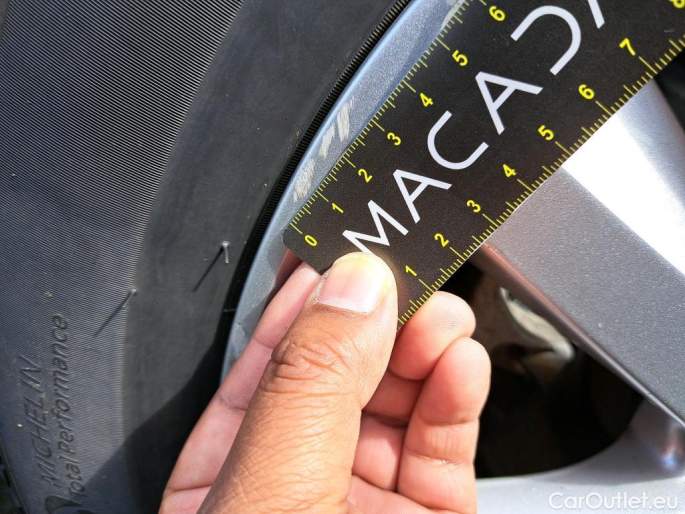 MACADA
0 1 2 3 4 5 6
1 2 3 4 5 6 7 8
MICHELIN
Total Performance
CarOutlet.eu